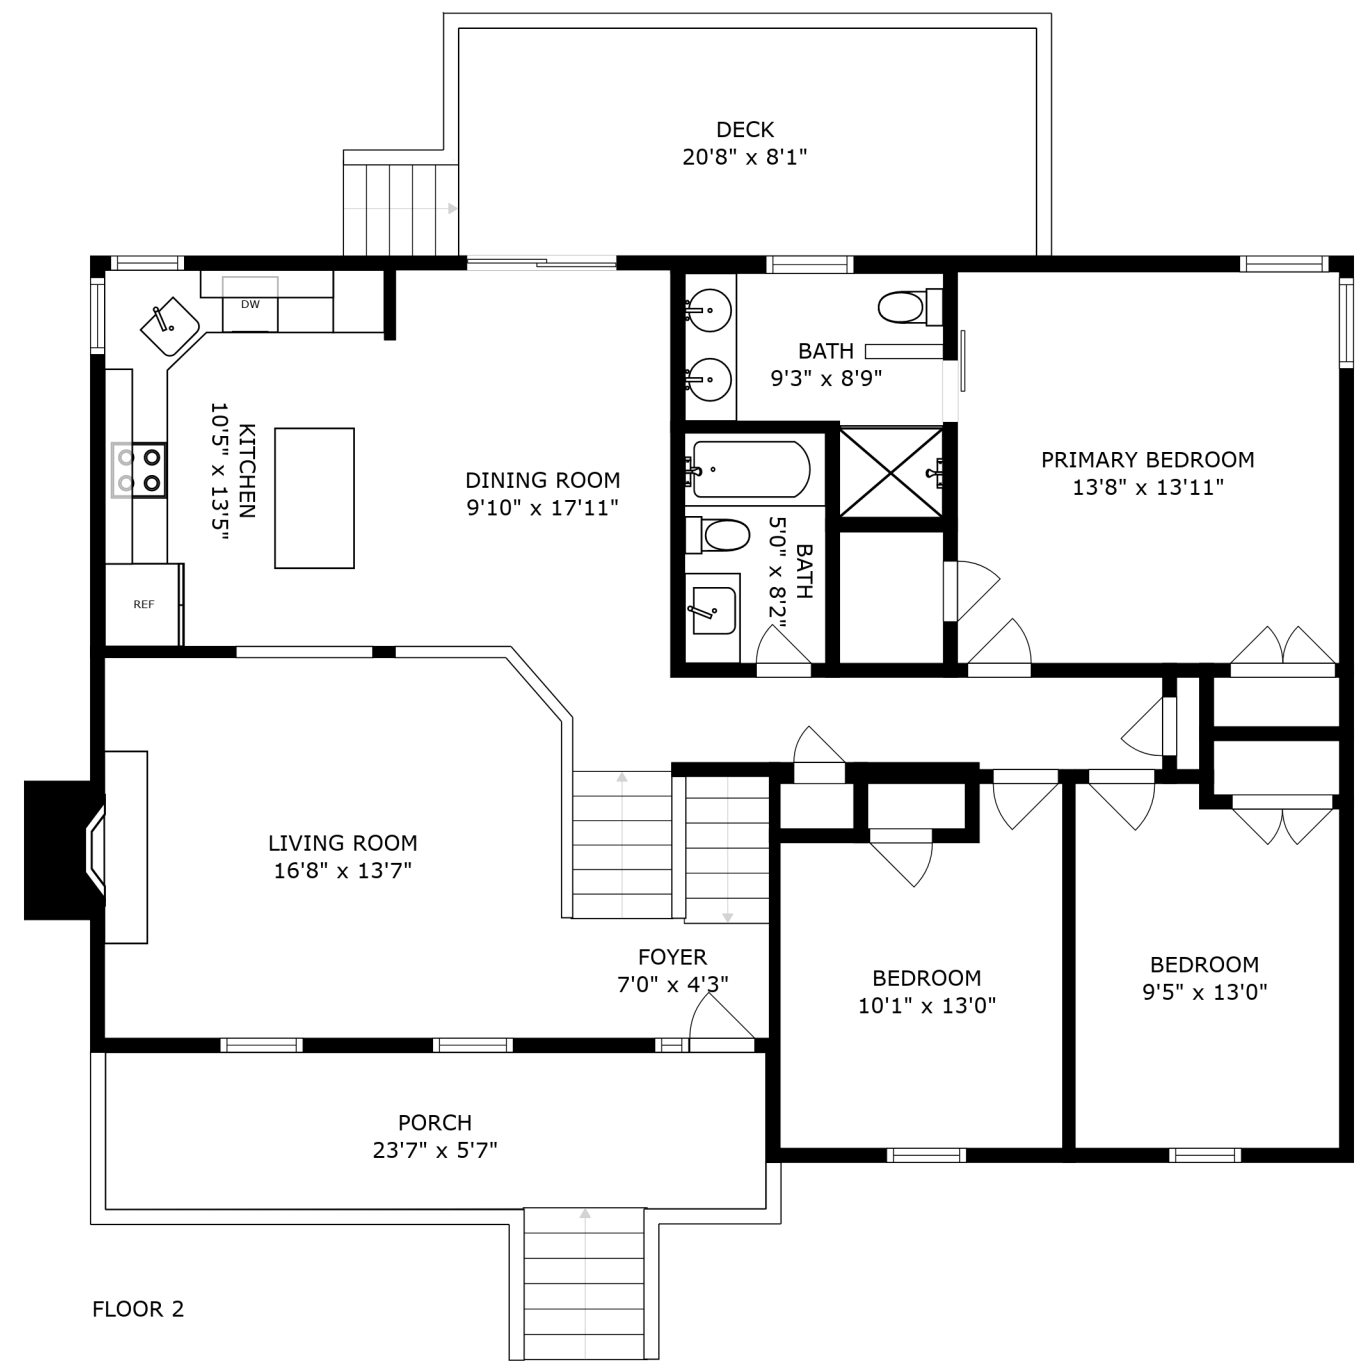 DECK
20'8" x 8'1"
DW
BATH
9'3" x 8'9"
KITCHEN
10'5" x 13'5"
DINING ROOM
9'10" x 17'11"
PRIMARY BEDROOM
13'8" x 13'11"
BATH
5'0" x 8'2"
REF
LIVING ROOM
16'8" x 13'7"
FOYER
7'0" x 4'3"
BEDROOM
10'1" x 13'0"
BEDROOM
9'5" x 13'0"
PORCH
23'7" x 5'7"
FLOOR 2